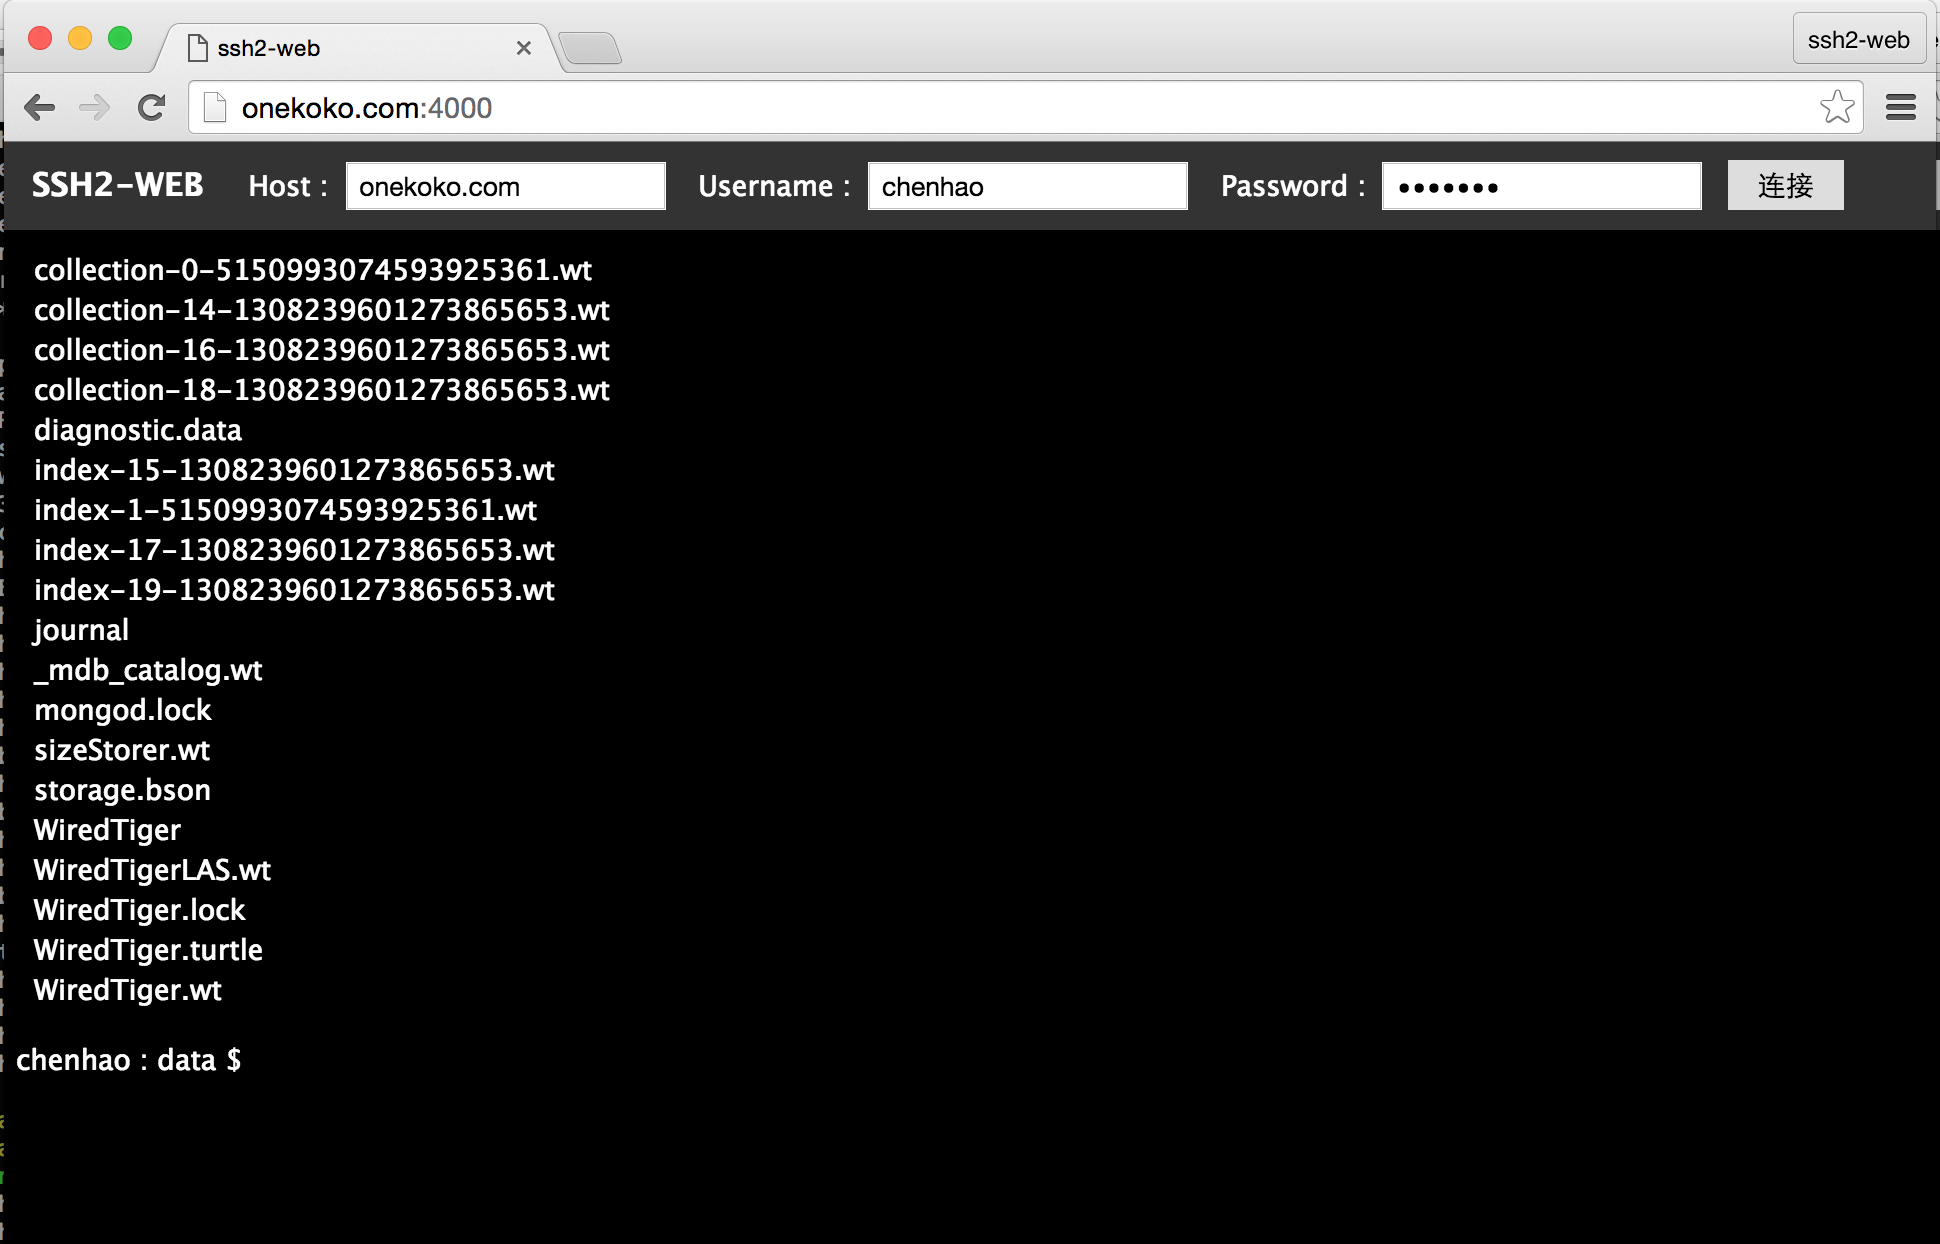 ssh2-web
ssh2-web
onekoko.com:4000
SSH2-WEB Host : onekoko.com Username : chenhao Password : ••••••• 连接
collection-0-5150993074593925361.wt
collection-14-1308239601273865653.wt
collection-16-1308239601273865653.wt
collection-18-1308239601273865653.wt
diagnostic.data
index-15-1308239601273865653.wt
index-1-5150993074593925361.wt
index-17-1308239601273865653.wt
index-19-1308239601273865653.wt
journal
_mdb_catalog.wt
mongod.lock
sizeStorer.wt
storage.bson
WiredTiger
WiredTigerLAS.wt
WiredTiger.lock
WiredTiger.turtle
WiredTiger.wt
chenhao : data $